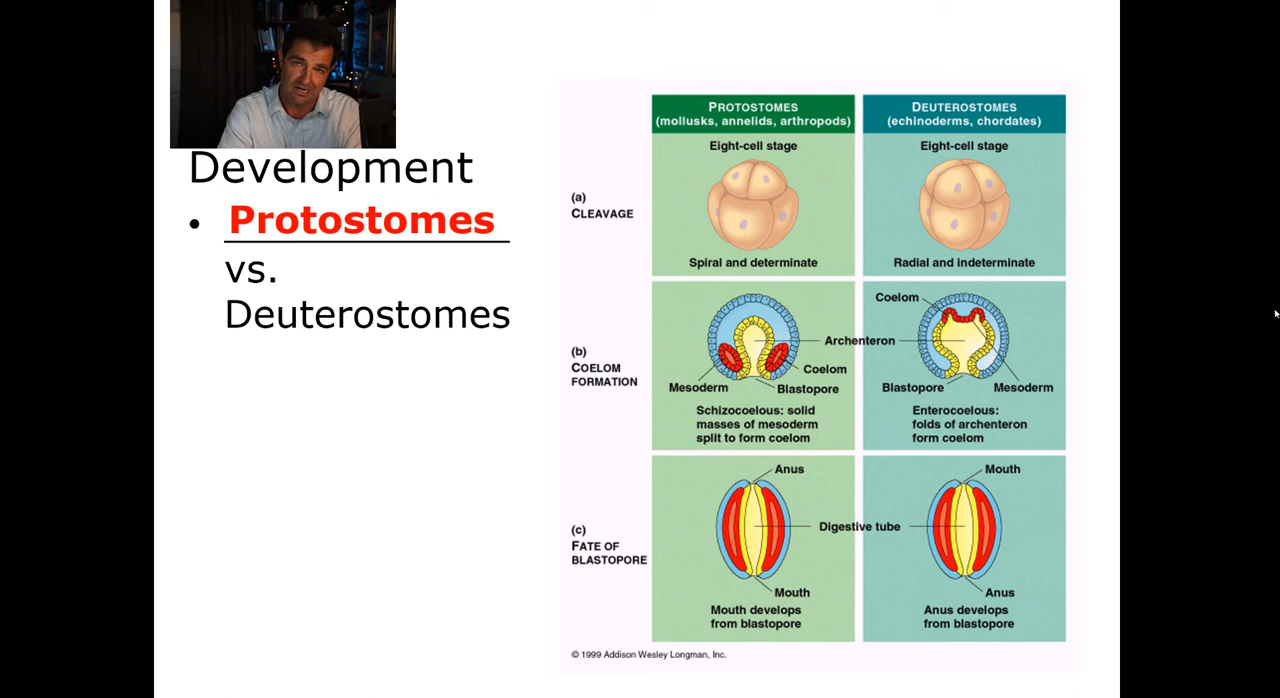 Development
• Protostomes
vs.
Deuterostomes
PROTOSTOMES
(mollusks, annelids, arthropods)
DEUTEROSTOMES
(echinoderms, chordates)
(a)
CLEAVAGE
Eight-cell stage
Spiral and determinate
Eight-cell stage
Radial and indeterminate
(b)
COELOM
FORMATION
Archenteron
Mesoderm
Coelom
Blastopore
Schizocoelous: solid
masses of mesoderm
split to form coelom
Coelom
Blastopore
Mesoderm
Enterocoelous:
folds of archenteron
form coelom
(c)
FATE OF
BLASTOPORE
Anus
Digestive tube
Mouth
Mouth develops
from blastopore
Mouth
Anus
Anus develops
from blastopore
© 1999 Addison Wesley Longman, Inc.